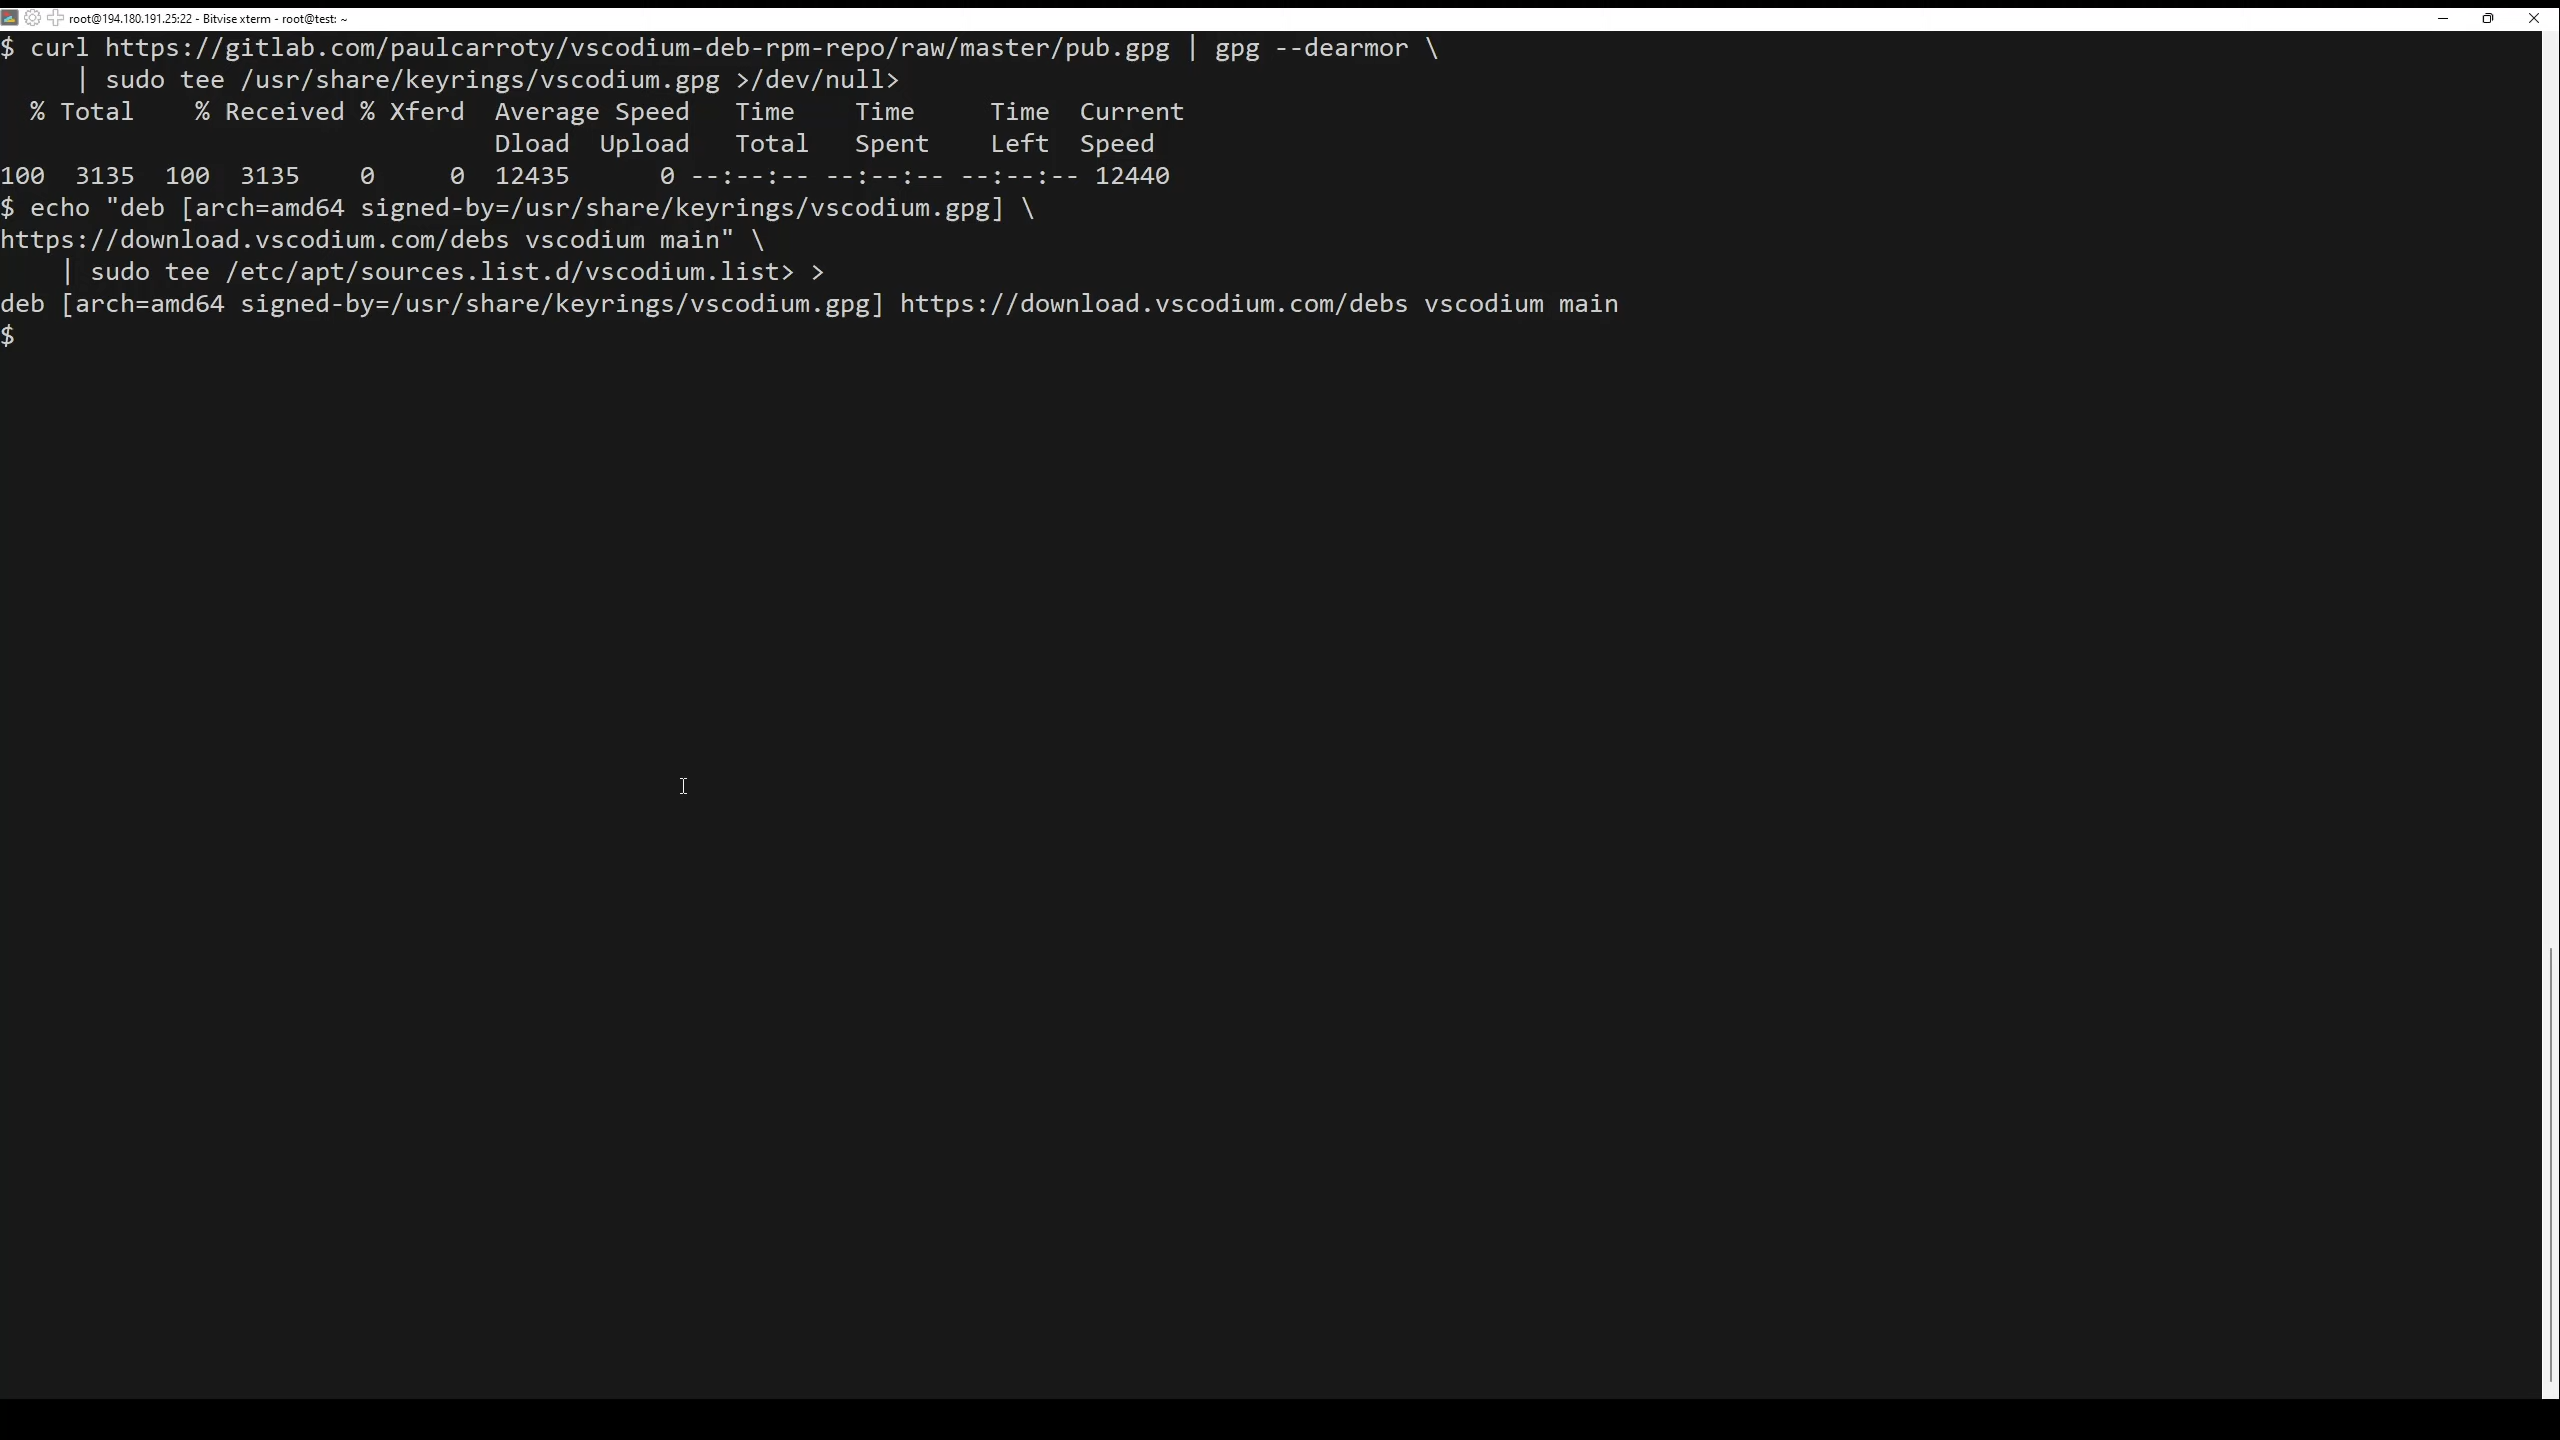 root@194.180.191.25:22 - Bitvise xterm - root@test: ~
$ curl https://gitlab.com/paulcarroty/vscodium-deb-rpm-repo/raw/master/pub.gpg | gpg --dearmor \
     | sudo tee /usr/share/keyrings/vscodium.gpg >/dev/null>
  % Total    % Received % Xferd  Average Speed   Time    Time     Time  Current
                                 Dload  Upload   Total   Spent    Left  Speed
100  3135  100  3135    0     0  12435      0 --:--:-- --:--:-- --:--:-- 12440
$ echo "deb [arch=amd64 signed-by=/usr/share/keyrings/vscodium.gpg] \
https://download.vscodium.com/debs vscodium main" \
    | sudo tee /etc/apt/sources.list.d/vscodium.list> >
deb [arch=amd64 signed-by=/usr/share/keyrings/vscodium.gpg] https://download.vscodium.com/debs vscodium main
$